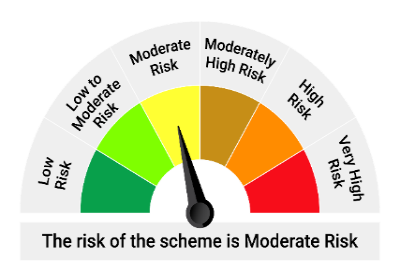 Low
Risk
Low to
Moderate
Risk
Moderate
Risk
Moderately
High Risk
High
Risk
Very High
Risk
The risk of the scheme is Moderate Risk